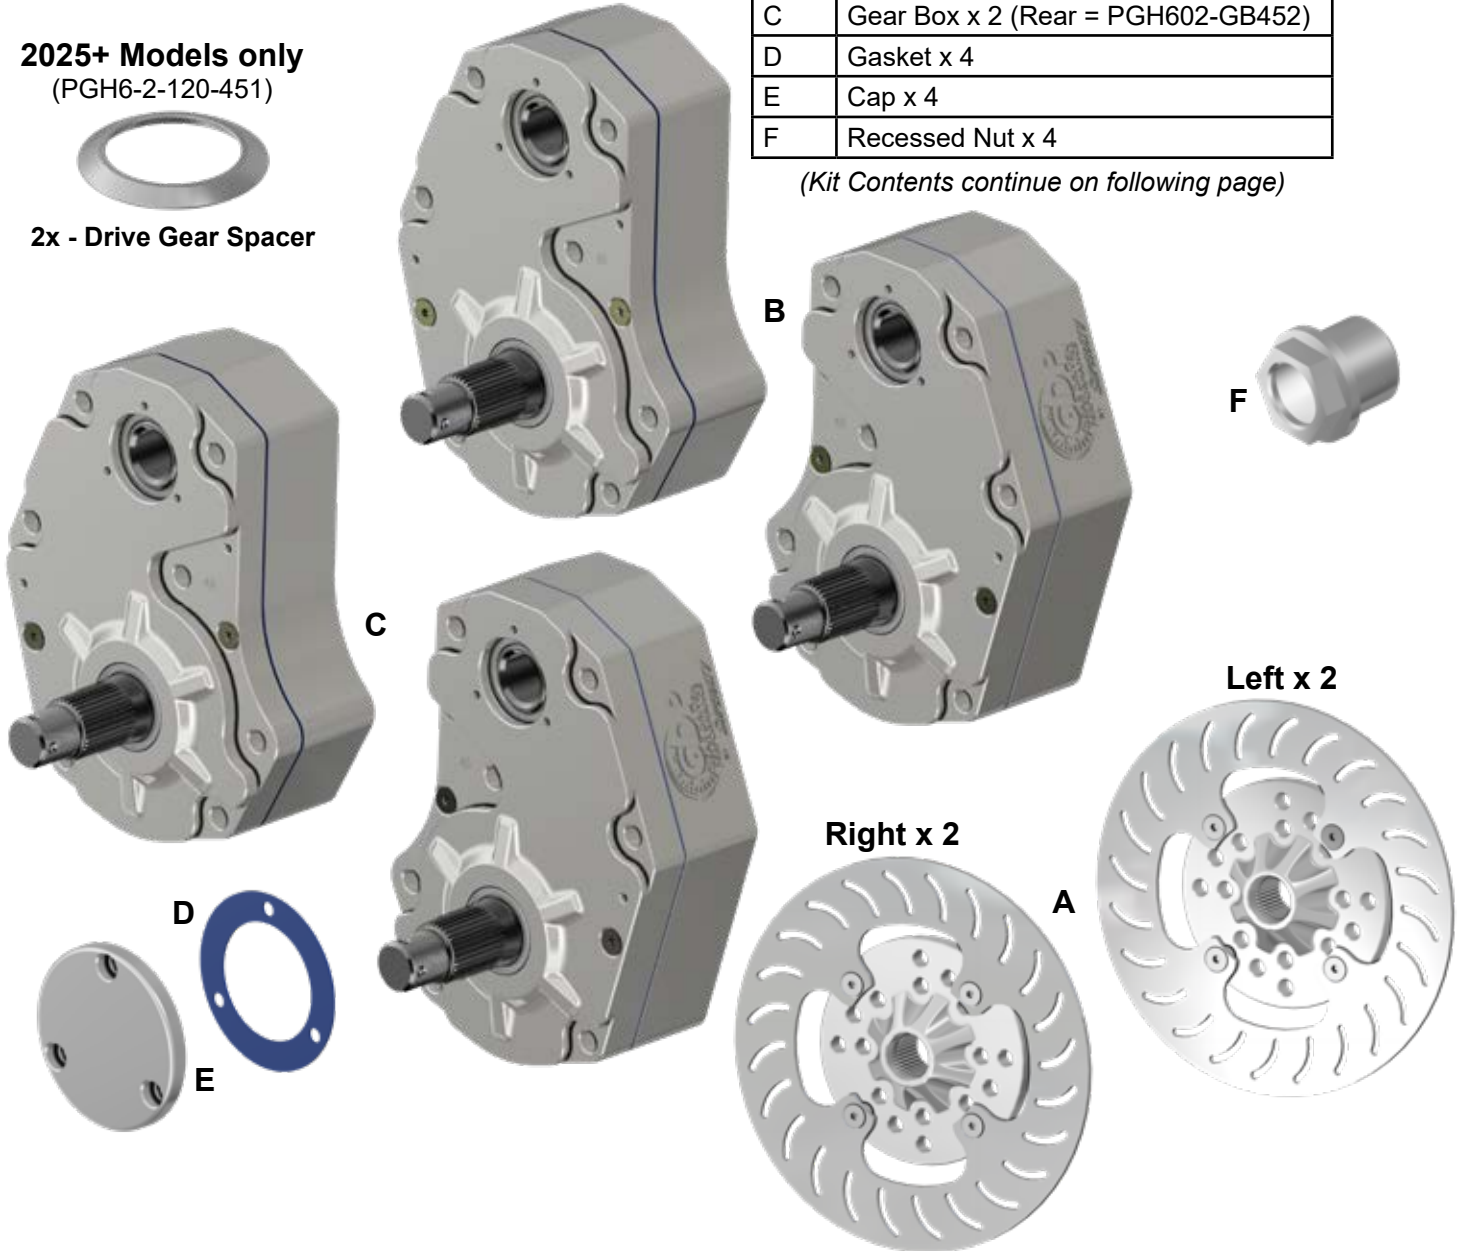 2025+ Models only
(PGH6-2-120-451)
2x - Drive Gear Spacer
C Gear Box x 2 (Rear = PGH602-GB452)
D Gasket x 4
E Cap x 4
F Recessed Nut x 4
(Kit Contents continue on following page)
B
F
C
Left x 2
Right x 2
A
D
E